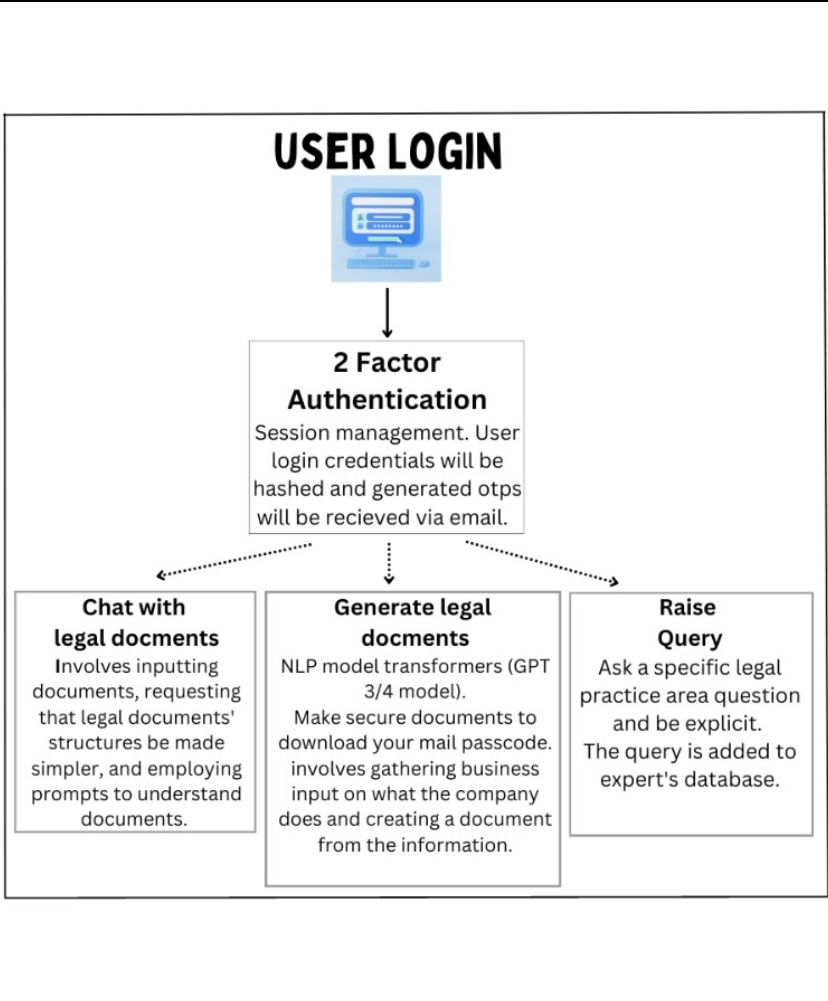 USER LOGIN
2 Factor
Authentication
Session management. User
login credentials will be
hashed and generated otps
will be recieved via email.
Chat with
legal docments
Involves inputting
documents, requesting
that legal documents'
structures be made
simpler, and employing
prompts to understand
documents.
Generate legal
docments
NLP model transformers (GPT
3/4 model).
Make secure documents to
download your mail passcode.
involves gathering business
input on what the company
does and creating a document
from the information.
Raise
Query
Ask a specific legal
practice area question
and be explicit.
The query is added to
expert's database.